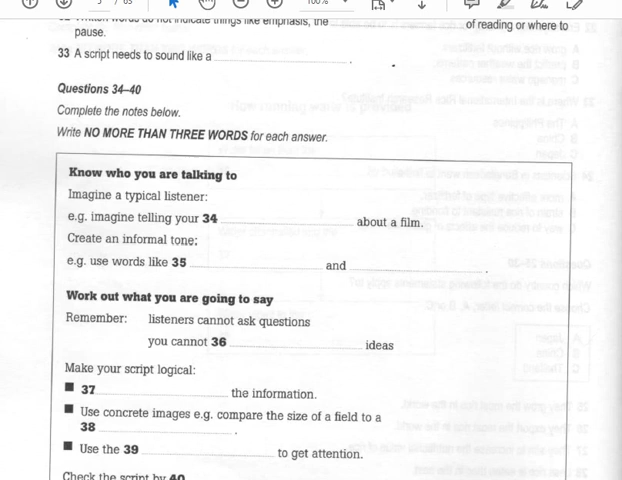 5 / 63
100%
32 Written words do not indicate things like emphasis, the of reading or where to
pause.
33 A script needs to sound like a .
Questions 34–40
Complete the notes below.
Write NO MORE THAN THREE WORDS for each answer.
Know who you are talking to
Imagine a typical listener:
e.g. imagine telling your 34 about a film.
Create an informal tone:
e.g. use words like 35 and .
Work out what you are going to say
Remember: listeners cannot ask questions
you cannot 36 ideas
Make your script logical:
■ 37 the information.
■ Use concrete images e.g. compare the size of a field to a
38 .
■ Use the 39 to get attention.
Check the script by 40